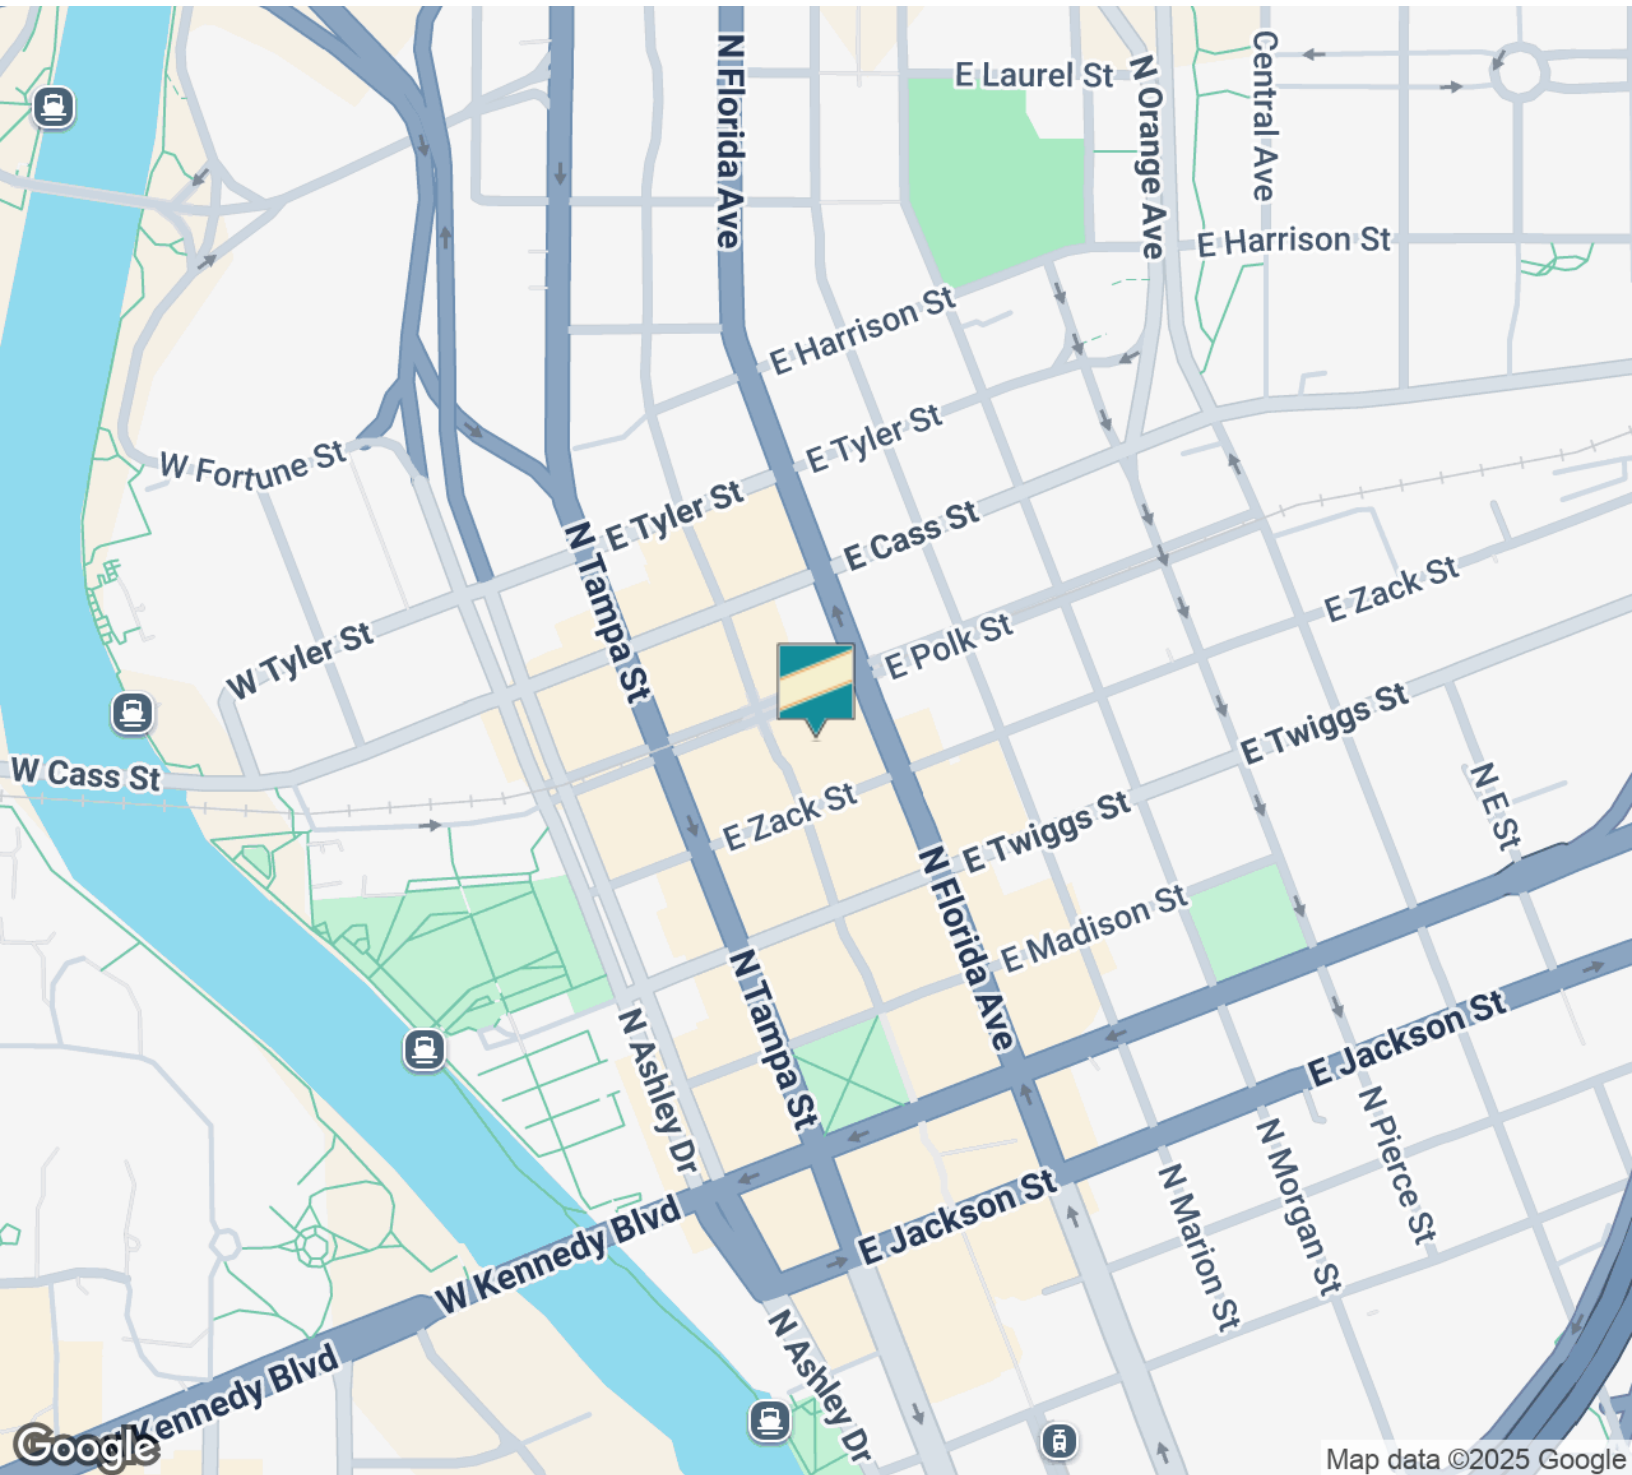 N Florida Ave
E Laurel St
N Orange Ave
Central Ave
E Harrison St
E Harrison St
E Tyler St
W Fortune St
E Tyler St
E Cass St
N Tampa St
E Zack St
E Polk St
W Tyler St
E Twiggs St
W Cass St
N E St
E Zack St
E Twiggs St
N Florida Ave
E Madison St
N Tampa St
N Ashley Dr
E Jackson St
N Pierce St
N Morgan St
N Marion St
E Jackson St
W Kennedy Blvd
N Ashley Dr
Kennedy Blvd
Google
Map data ©2025 Google